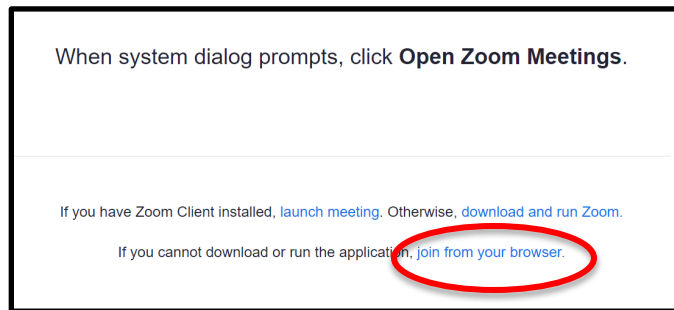 When system dialog prompts, click Open Zoom Meetings.
If you have Zoom Client installed, launch meeting. Otherwise, download and run Zoom.
If you cannot download or run the application, join from your browser.